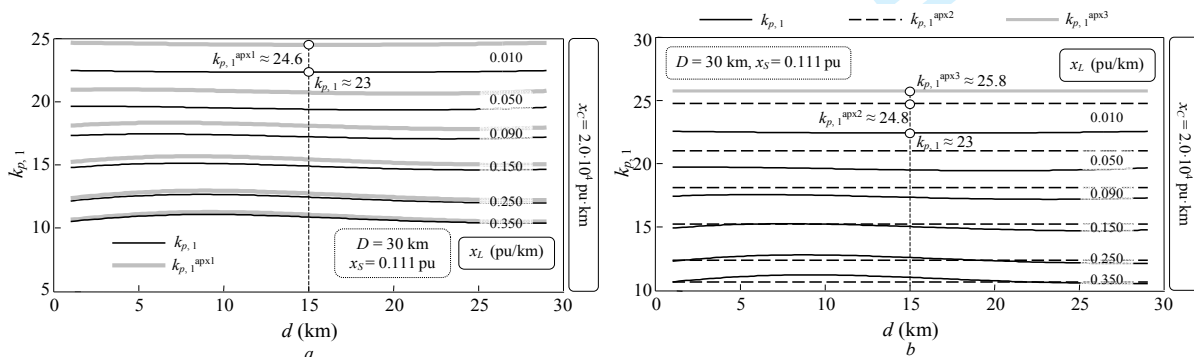 25
20
15
10
5
k_{p, 1}
k_{p, 1}^{apx1} ≈ 24.6
k_{p, 1} ≈ 23
0.010
0.050
0.090
0.150
0.250
0.350
k_{p, 1}
k_{p, 1}^{apx1}
D = 30 km
x_S = 0.111 pu
x_L (pu/km)
0 5 10 15 20 25 30
d (km)
a
x_C = 2.0·10^4 pu·km
k_{p, 1} k_{p, 1}^{apx2} k_{p, 1}^{apx3}
30
25
20
15
10
k_{p, 1}
D = 30 km, x_S = 0.111 pu
x_L (pu/km)
k_{p, 1}^{apx3} ≈ 25.8
k_{p, 1}^{apx2} ≈ 24.8
k_{p, 1} ≈ 23
0.010
0.050
0.090
0.150
0.250
0.350
0 5 10 15 20 25 30
d (km)
b
x_C = 2.0·10^4 pu·km